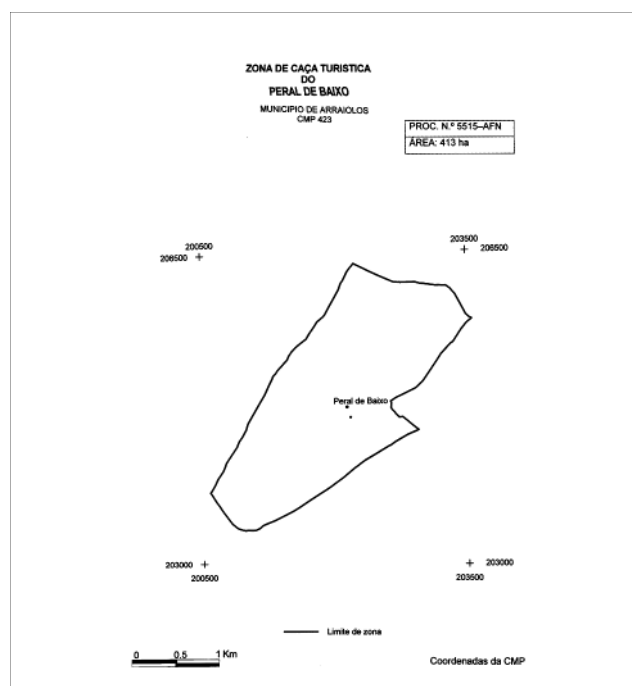 ZONA DE CAÇA TURISTICA
DO
PERAL DE BAIXO
MUNICIPIO DE ARRAIOLOS
CMP 423
PROC. N.º 5515–AFN
ÁREA: 413 ha
200500
206500
203500
206500
Peral de Baixo
203000
200500
203000
203500
Limite de zona
0 0.5 1 Km
Coordenadas da CMP